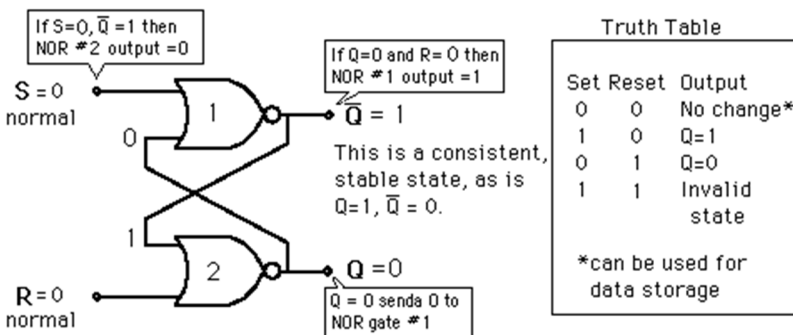 If S=0, Q̅ =1 then
NOR #2 output =0
S = 0
normal
0
1
If Q=0 and R= 0 then
NOR #1 output =1
Q̅ = 1
This is a consistent,
stable state, as is
Q=1, Q̅ = 0.
1
2
R = 0
normal
Q = 0
Q = 0 senda 0 to
NOR gate #1
Truth Table
Set Reset Output
0 0 No change*
1 0 Q=1
0 1 Q=0
1 1 Invalid
state
*can be used for
data storage